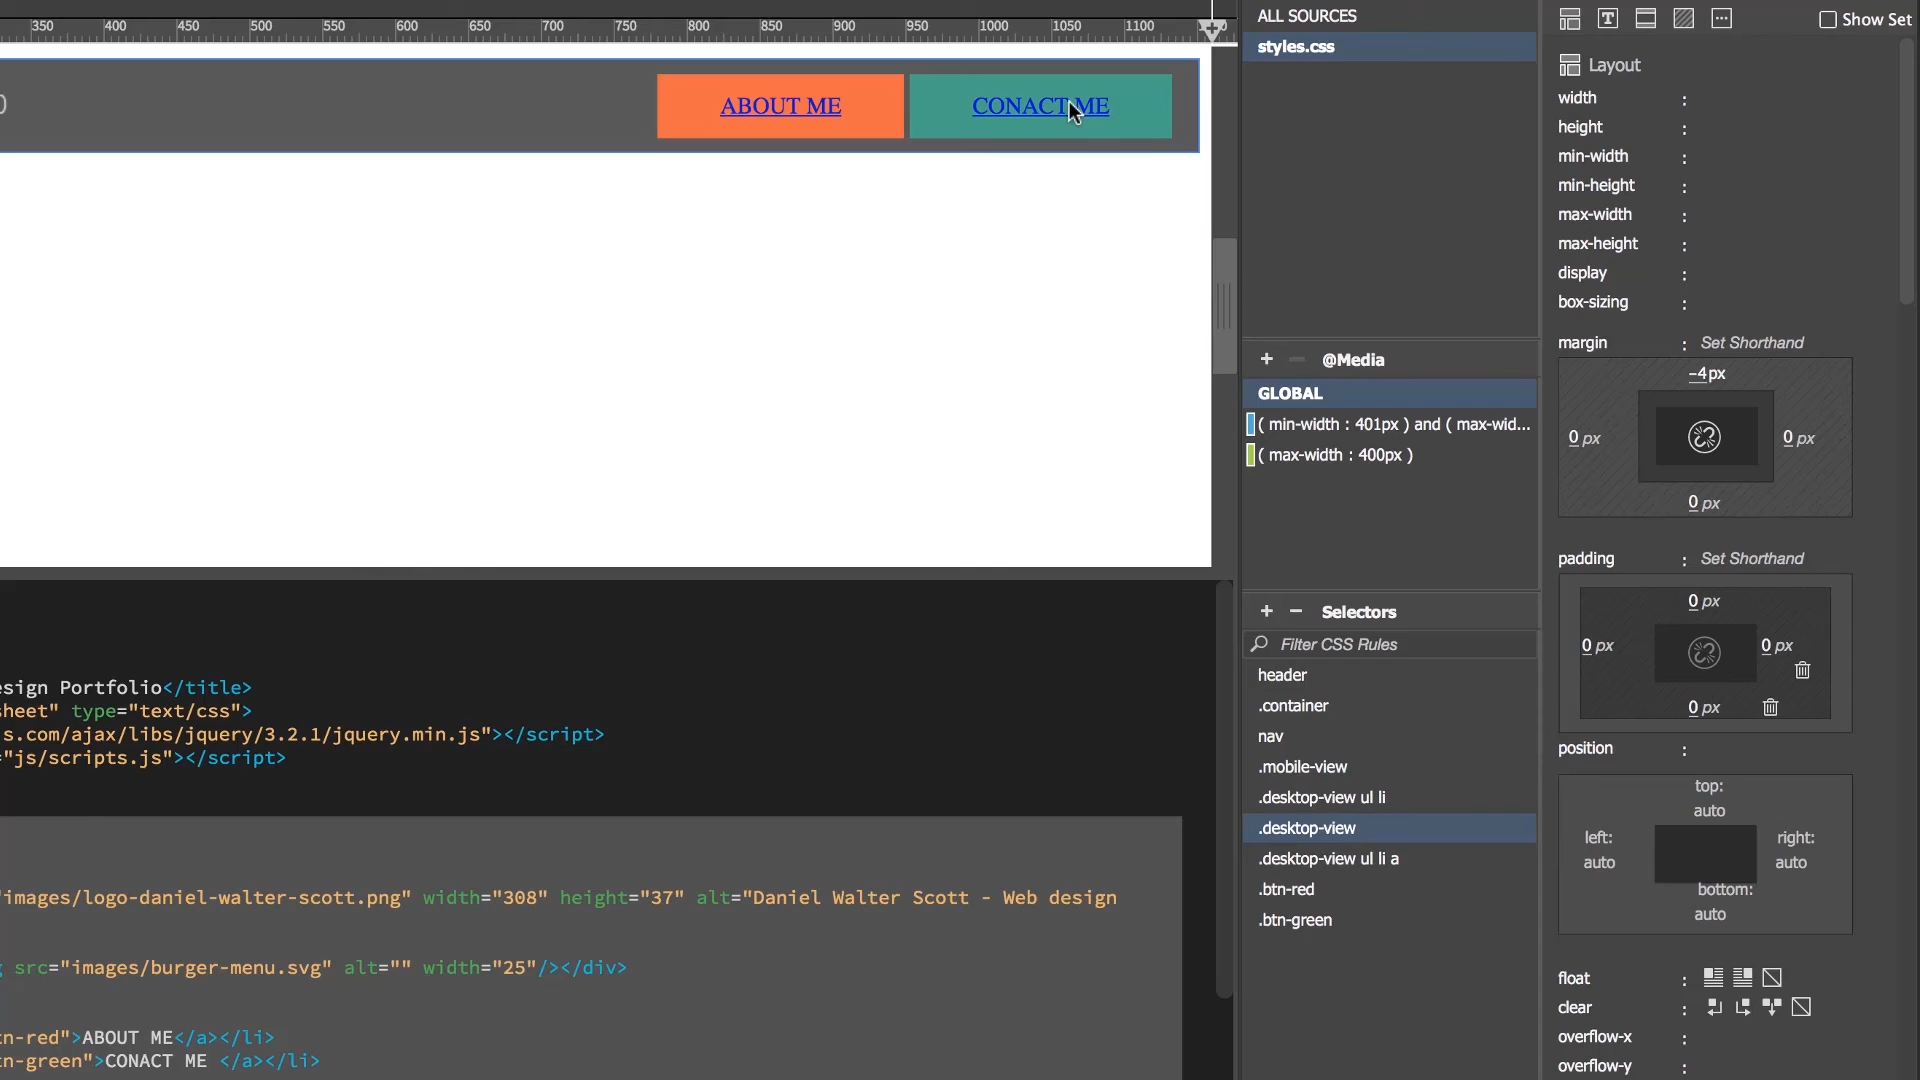 350 400 450 500 550 600 650 700 750 800 850 900 950 1000 1050 1100
ABOUT ME
CONACT ME
esign Portfolio</title>
heet" type="text/css">
s.com/ajax/libs/jquery/3.2.1/jquery.min.js"></script>
"js/scripts.js"></script>
images/logo-daniel-walter-scott.png" width="308" height="37" alt="Daniel Walter Scott - Web design
src="images/burger-menu.svg" alt="" width="25"/></div>
n-red">ABOUT ME</a></li>
n-green">CONACT ME </a></li>
ALL SOURCES
styles.css
@Media
GLOBAL
( min-width : 401px ) and ( max-wid...
( max-width : 400px )
Selectors
Filter CSS Rules
header
.container
nav
.mobile-view
.desktop-view ul li
.desktop-view
.desktop-view ul li a
.btn-red
.btn-green
Show Set
Layout
width :
height :
min-width :
min-height :
max-width :
max-height :
display :
box-sizing :
margin : Set Shorthand
-4px
0 px 0 px
0 px
padding : Set Shorthand
0 px
0 px 0 px
0 px
position :
top:
auto
left: right:
auto auto
bottom:
auto
float :
clear :
overflow-x :
overflow-y :